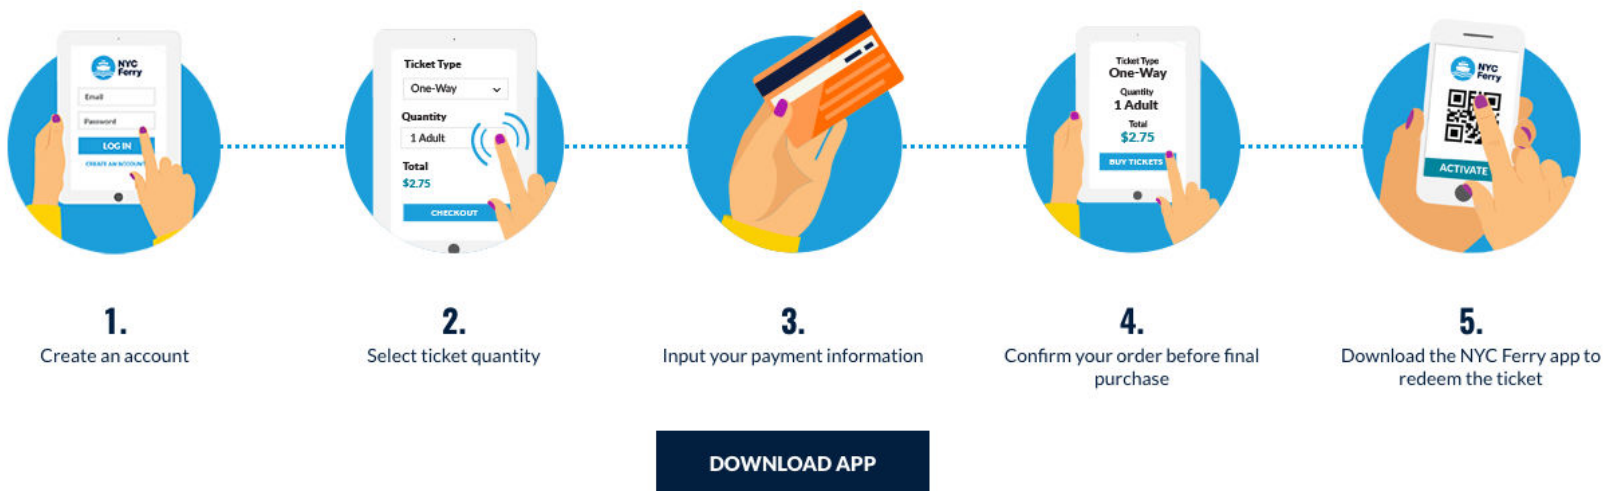 NYC
Ferry
Email
Password
LOG IN
CREATE AN ACCOUNT
Ticket Type
One-Way
Quantity
1 Adult
Total
$2.75
CHECKOUT
Ticket Type
One-Way
Quantity
1 Adult
Total
$2.75
BUY TICKETS
NYC
Ferry
ACTIVATE
1.
Create an account
2.
Select ticket quantity
3.
Input your payment information
4.
Confirm your order before final
purchase
5.
Download the NYC Ferry app to
redeem the ticket
DOWNLOAD APP